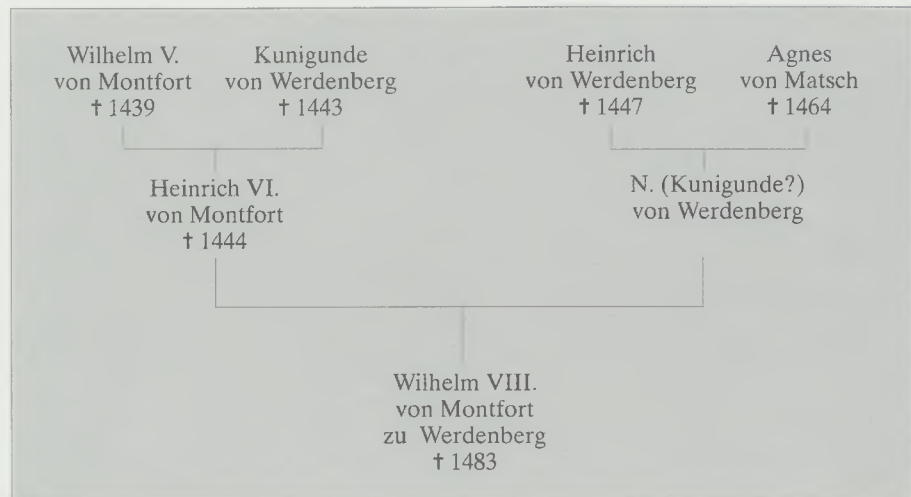 Wilhelm V.
von Montfort
† 1439
Kunigunde
von Werdenberg
† 1443
Heinrich
von Werdenberg
† 1447
Agnes
von Matsch
† 1464
Heinrich VI.
von Montfort
† 1444
N. (Kunigunde?)
von Werdenberg
Wilhelm VIII.
von Montfort
zu Werdenberg
† 1483